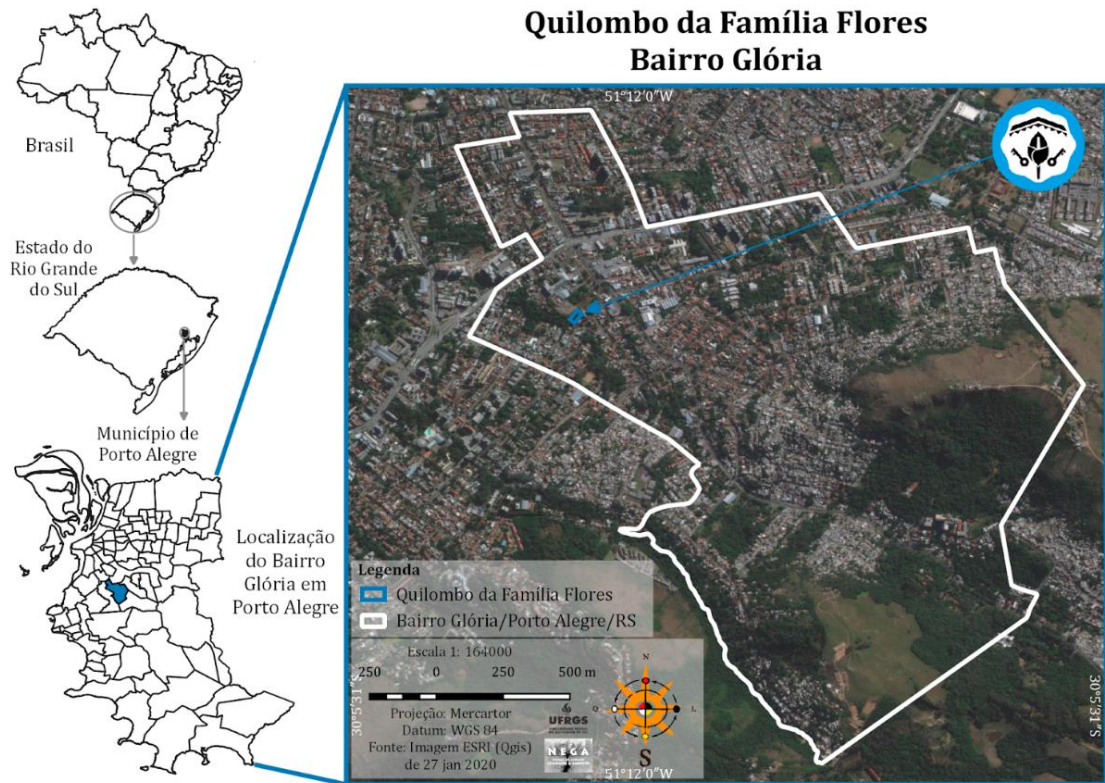 Quilombo da Família Flores
Bairro Glória
Brasil
Estado do
Rio Grande
do Sul
Município de
Porto Alegre
Localização
do Bairro
Glória em
Porto Alegre
51°12'0"W
30°5'31"S
30°5'31"S
Legenda
Quilombo da Família Flores
Bairro Glória/Porto Alegre/RS
Escala 1: 164000
250 0 250 500 m
Projeção: Mercartor
Datum: WGS 84
Fonte: Imagem ESRI (Qgis)
de 27 jan 2020
UFRGS
NEGA
N
O L
S
51°12'0"W